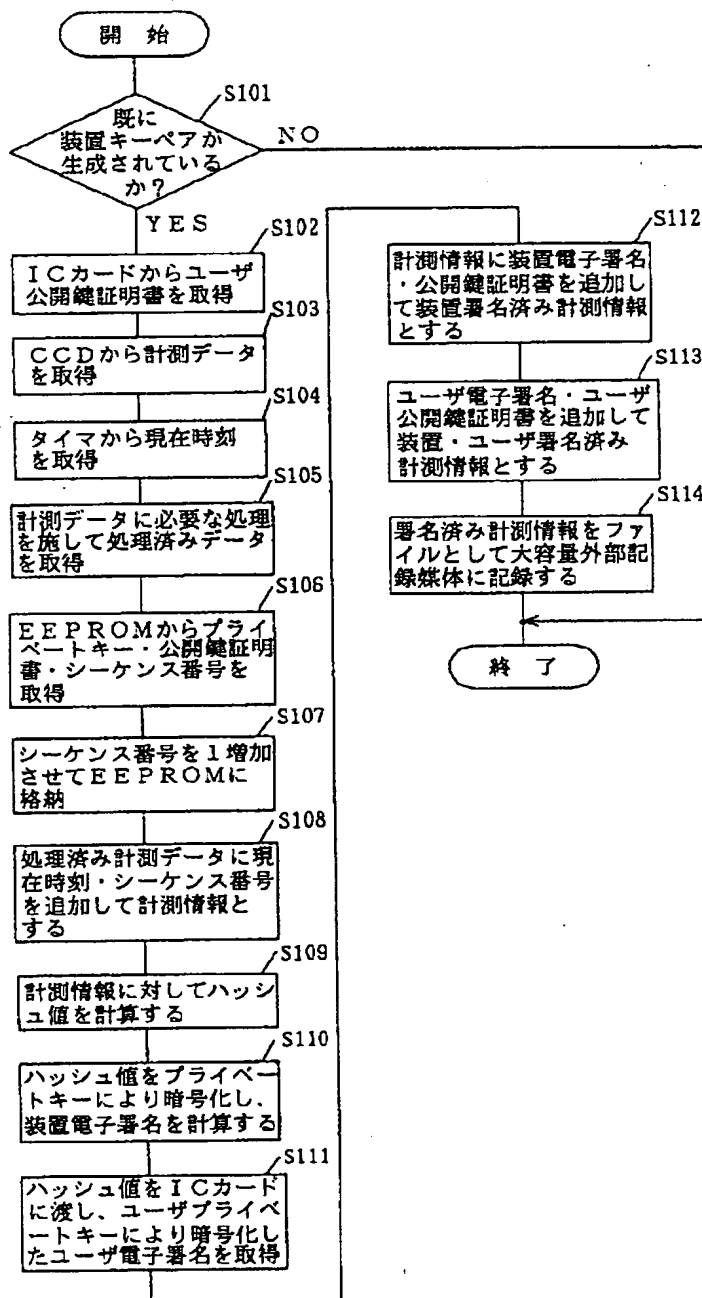 開 始
S101
既に
装置キーペアか
生成されている
か?
NO
YES
S102
ICカードからユーザ
公開鍵証明書を取得
S103
CCDから計測データ
を取得
S104
タイマから現在時刻
を取得
S105
計測データに必要な処理
を施して処理済みデータ
を取得
S106
EEPROMからプライ
ベートキー・公開鍵証明
書・シーケンス番号を
取得
S107
シーケンス番号を1増加
させてEEPROMに
格納
S108
処理済み計測データに現
在時刻・シーケンス番号
を追加して計測情報と
する
S109
計測情報に対してハッシ
ュ値を計算する
S110
ハッシュ値をプライベー
トキーにより暗号化し、
装置電子署名を計算する
S111
ハッシュ値をICカード
に渡し、ユーザプライベ
ートキーにより暗号化し
たユーザ電子署名を取得
S112
計測情報に装置電子署名
・公開鍵証明書を追加し
て装置署名済み計測情報
とする
S113
ユーザ電子署名・ユーザ
公開鍵証明書を追加して
装置・ユーザ署名済み
計測情報とする
S114
署名済み計測情報をファ
イルとして大容量外部記
録媒体に記録する
終 了